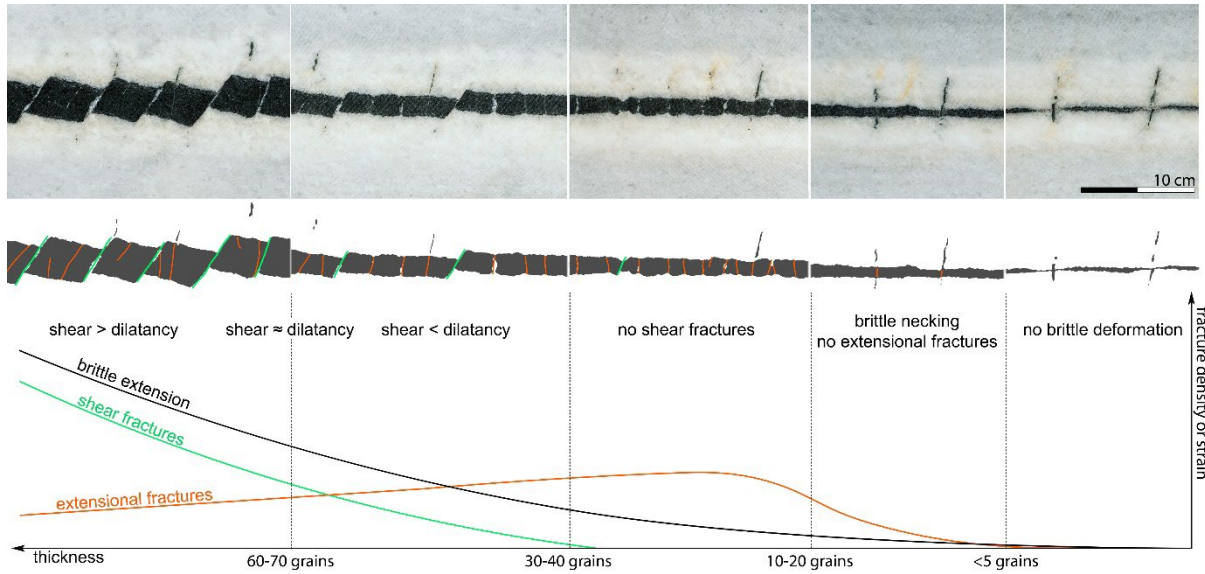 10 cm
shear > dilatancy
shear ≈ dilatancy
shear < dilatancy
no shear fractures
brittle necking
no extensional fractures
no brittle deformation
fracture density or strain
brittle extension
shear fractures
extensional fractures
thickness
60-70 grains
30-40 grains
10-20 grains
<5 grains